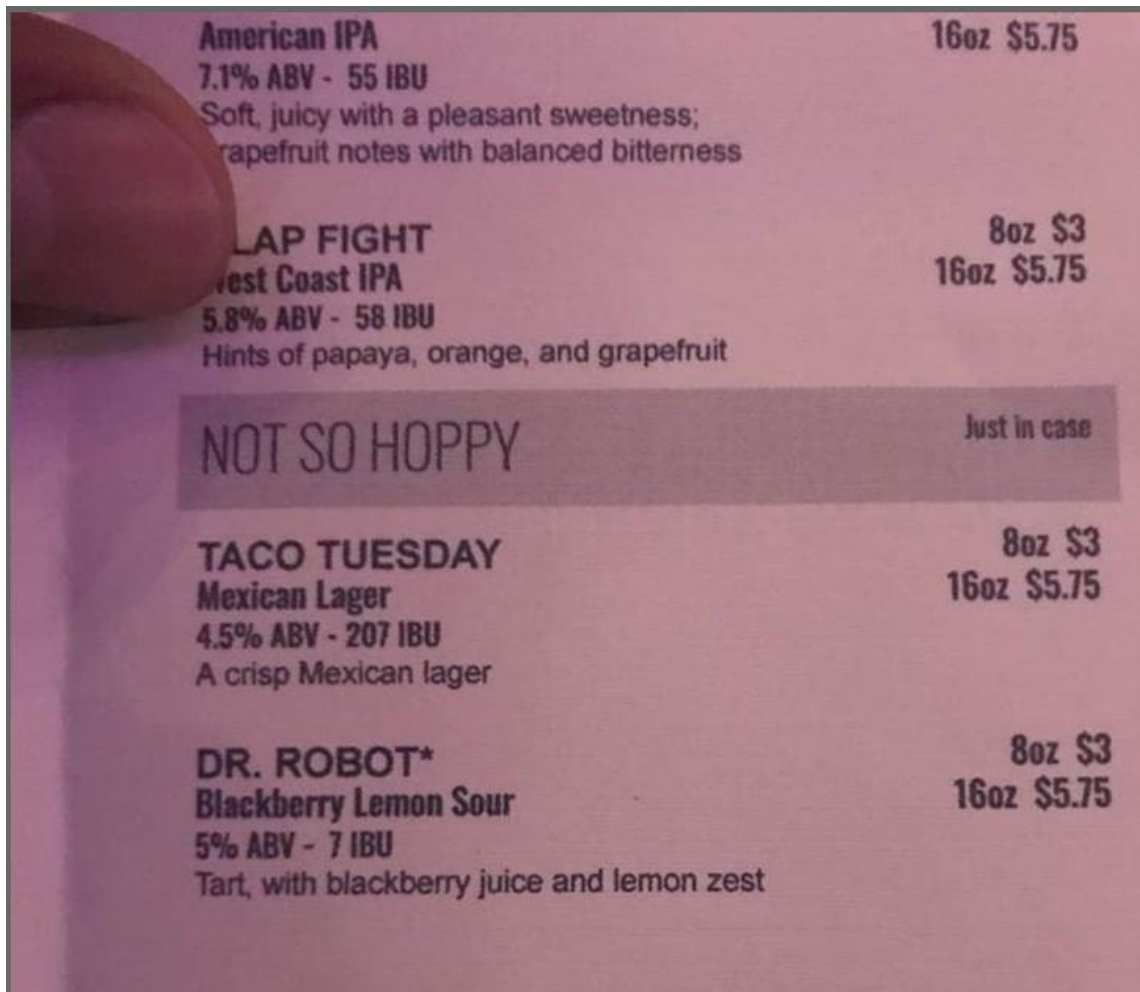 American IPA 16oz $5.75
7.1% ABV - 55 IBU
Soft, juicy with a pleasant sweetness;
rapefruit notes with balanced bitterness
LAP FIGHT 8oz $3
est Coast IPA 16oz $5.75
5.8% ABV - 58 IBU
Hints of papaya, orange, and grapefruit
NOT SO HOPPY Just in case
TACO TUESDAY 8oz $3
Mexican Lager 16oz $5.75
4.5% ABV - 207 IBU
A crisp Mexican lager
DR. ROBOT* 8oz $3
Blackberry Lemon Sour 16oz $5.75
5% ABV - 7 IBU
Tart, with blackberry juice and lemon zest